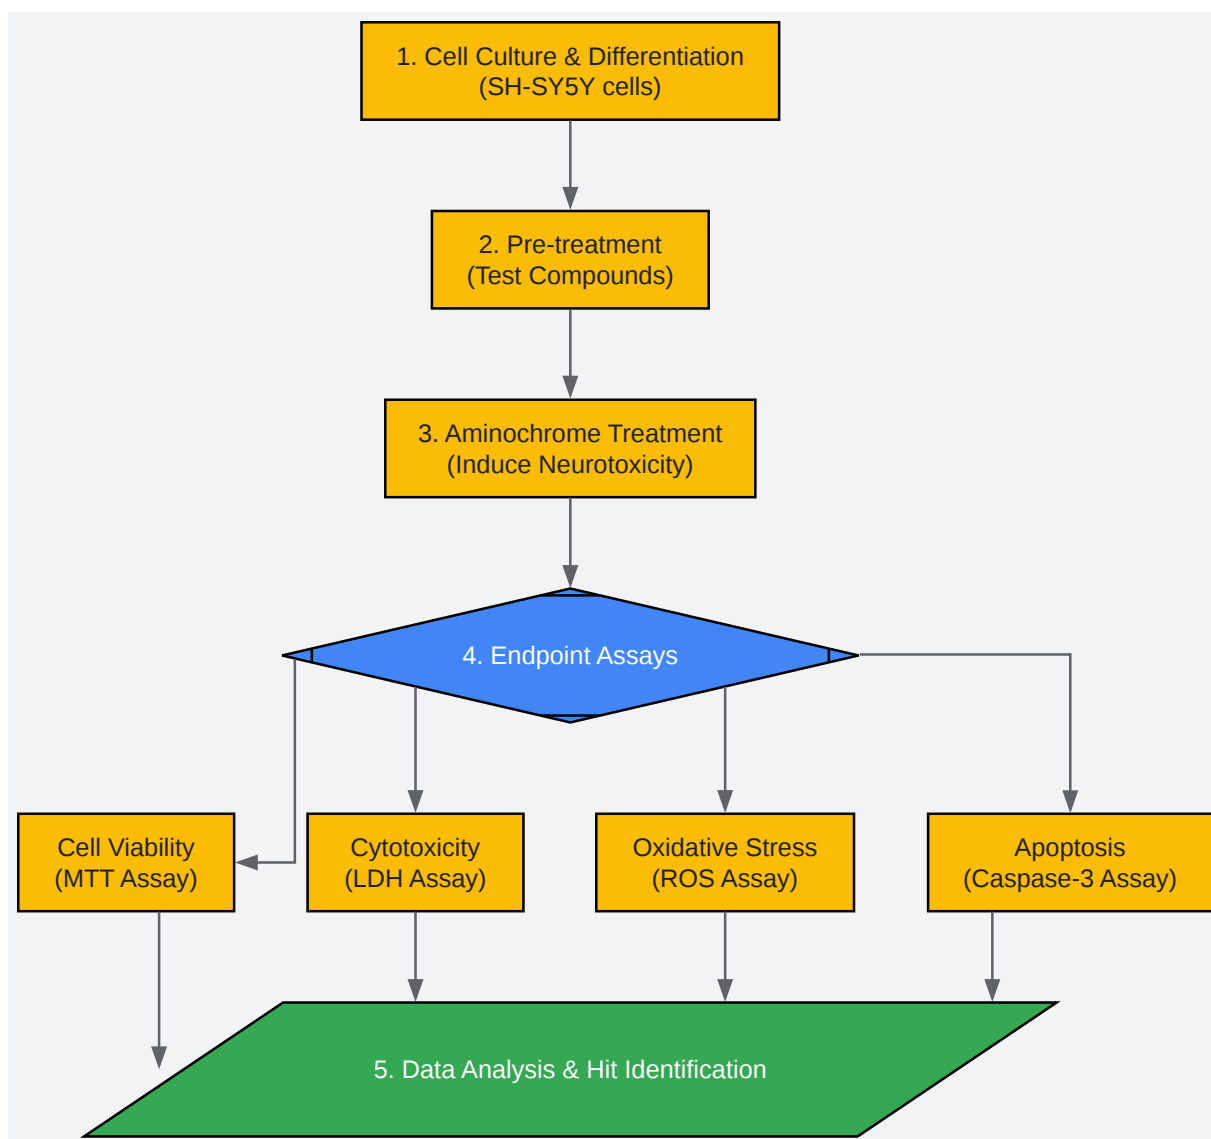 1. Cell Culture & Differentiation
(SH-SY5Y cells)
2. Pre-treatment
(Test Compounds)
3. Aminochrome Treatment
(Induce Neurotoxicity)
4. Endpoint Assays
Cell Viability
(MTT Assay)
Cytotoxicity
(LDH Assay)
Oxidative Stress
(ROS Assay)
Apoptosis
(Caspase-3 Assay)
5. Data Analysis & Hit Identification